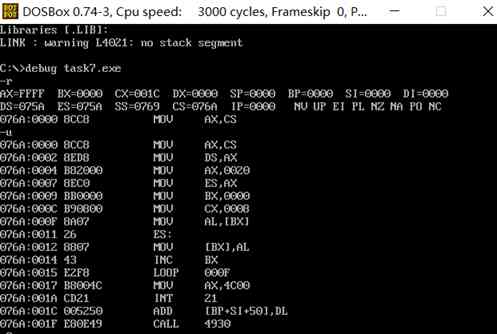 DOSBox 0.74-3, Cpu speed: 3000 cycles, Frameskip 0, P...
Libraries [.LIB]:
LINK : warning L4021: no stack segment
C:\>debug task7.exe
-r
AX=FFFF BX=0000 CX=001C DX=0000 SP=0000 BP=0000 SI=0000 DI=0000
DS=075A ES=075A SS=0769 CS=076A IP=0000 NV UP EI PL NZ NA PO NC
076A:0000 8CC8 MOV AX,CS
-u
076A:0000 8CC8 MOV AX,CS
076A:0002 8ED8 MOV DS,AX
076A:0004 B82000 MOV AX,0020
076A:0007 8EC0 MOV ES,AX
076A:0009 BB0000 MOV BX,0000
076A:000C B90800 MOV CX,0008
076A:000F 8A07 MOV AL,[BX]
076A:0011 26 ES:
076A:0012 8807 MOV [BX],AL
076A:0014 43 INC BX
076A:0015 E2F8 LOOP 000F
076A:0017 B8004C MOV AX,4C00
076A:001A CD21 INT 21
076A:001C 005250 ADD [BP+SI+50],DL
076A:001F E80E49 CALL 4930